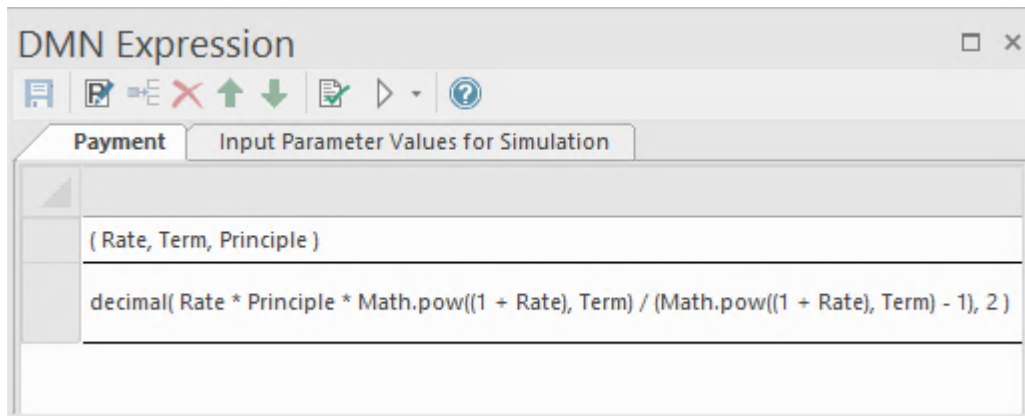 DMN Expression
Payment Input Parameter Values for Simulation
( Rate, Term, Principle )
decimal( Rate * Principle * Math.pow((1 + Rate), Term) / (Math.pow((1 + Rate), Term) - 1), 2 )